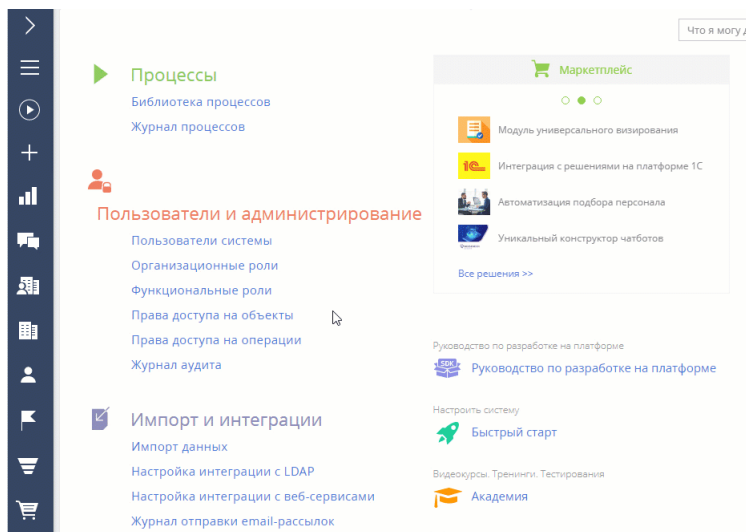 Что я могу д
Процессы
Библиотека процессов
Журнал процессов
Пользователи и администрирование
Пользователи системы
Организационные роли
Функциональные роли
Права доступа на объекты
Права доступа на операции
Журнал аудита
Импорт и интеграции
Импорт данных
Настройка интеграции с LDAP
Настройка интеграции с веб-сервисами
Журнал отправки email-рассылок
Маркетплейс
Модуль универсального визирования
1С
Интеграция с решениями на платформе 1С
Автоматизация подбора персонала
Уникальный конструктор чатботов
Все решения >>
Руководство по разработке на платформе
SDK
Руководство по разработке на платформе
Настроить систему
Быстрый старт
Видеокурсы. Тренинги. Тестирования
Академия